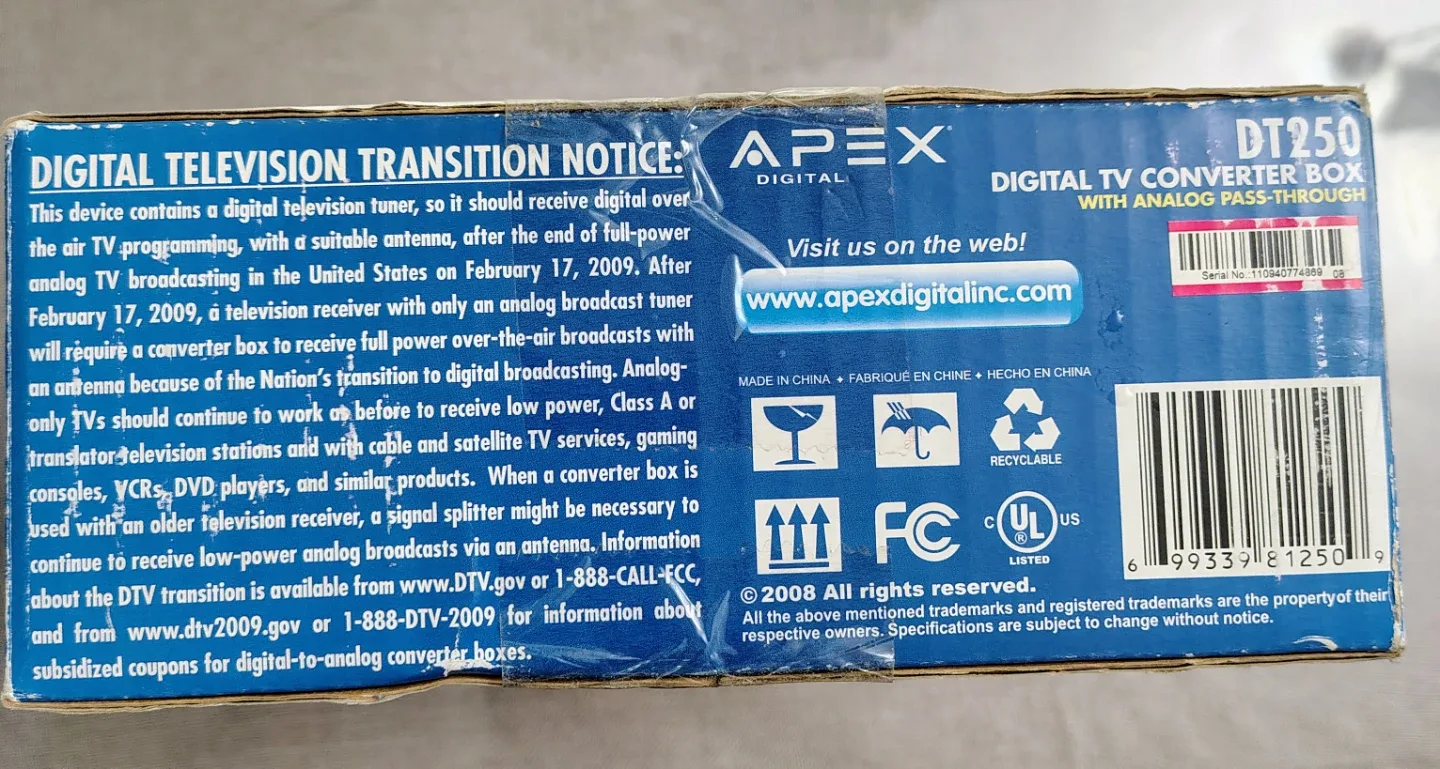 DIGITAL TELEVISION TRANSITION NOTICE:
This device contains a digital television tuner, so it should receive digital over
the air TV programming, with a suitable antenna, after the end of full-power
analog TV broadcasting in the United States on February 17, 2009. After
February 17, 2009, a television receiver with only an analog broadcast tuner
will require a converter box to receive full power over-the-air broadcasts with
an antenna because of the Nation's transition to digital broadcasting. Analog-
only TVs should continue to work as before to receive low power, Class A or
translator television stations and with cable and satellite TV services, gaming
consoles, VCRs, DVD players, and similar products. When a converter box is
used with an older television receiver, a signal splitter might be necessary to
continue to receive low-power analog broadcasts via an antenna. Information
about the DTV transition is available from www.DTV.gov or 1-888-CALL-FCC,
and from www.dtv2009.gov or 1-888-DTV-2009 for information about
subsidized coupons for digital-to-analog converter boxes.
APEX
DIGITAL
DT250
DIGITAL TV CONVERTER BOX
WITH ANALOG PASS-THROUGH
Serial No.:110940774869 08
Visit us on the web!
www.apexdigitalinc.com
MADE IN CHINA ♦ FABRIQUÉ EN CHINE ♦ HECHO EN CHINA
RECYCLABLE
FC
C UL ® US
LISTED
6 99339 81250 9
©2008 All rights reserved.
All the above mentioned trademarks and registered trademarks are the property of their
respective owners. Specifications are subject to change without notice.